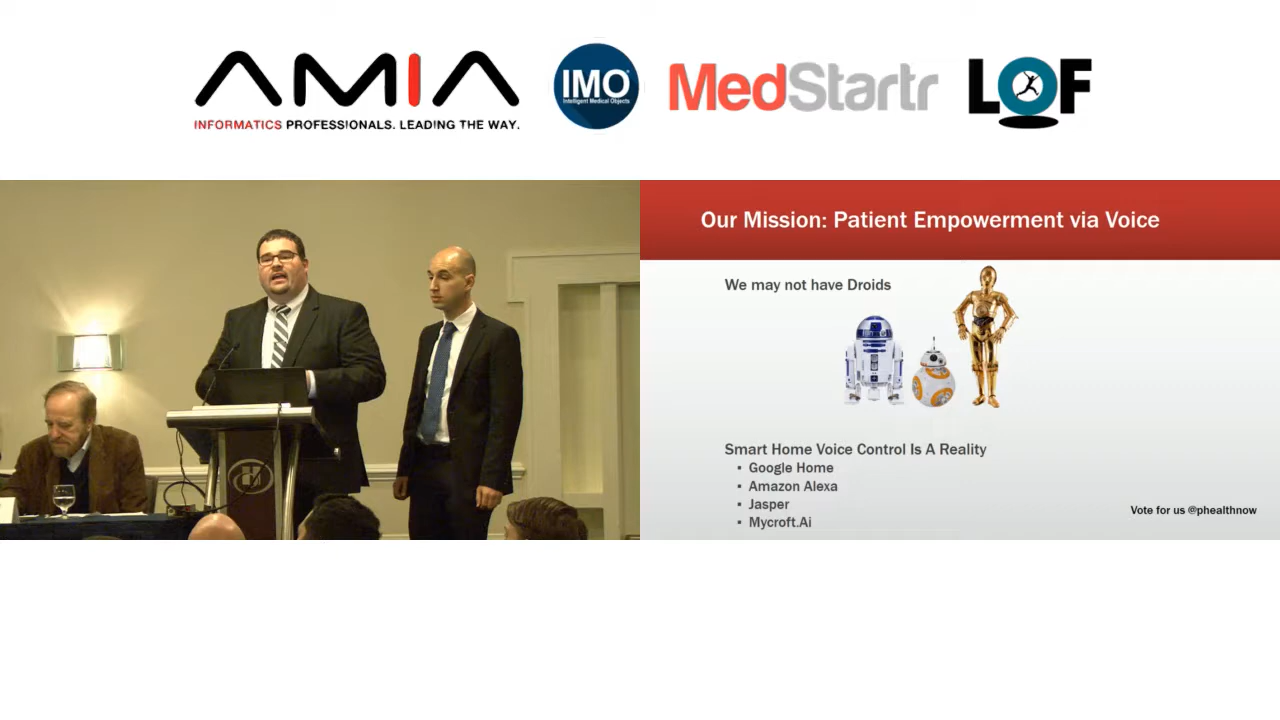 AMIA
INFORMATICS PROFESSIONALS. LEADING THE WAY.
IMO®
Intelligent Medical Objects
MedStartr
LOF
Our Mission: Patient Empowerment via Voice
We may not have Droids
Smart Home Voice Control Is A Reality
▪ Google Home
▪ Amazon Alexa
▪ Jasper
▪ Mycroft.Ai
Vote for us @phealthnow